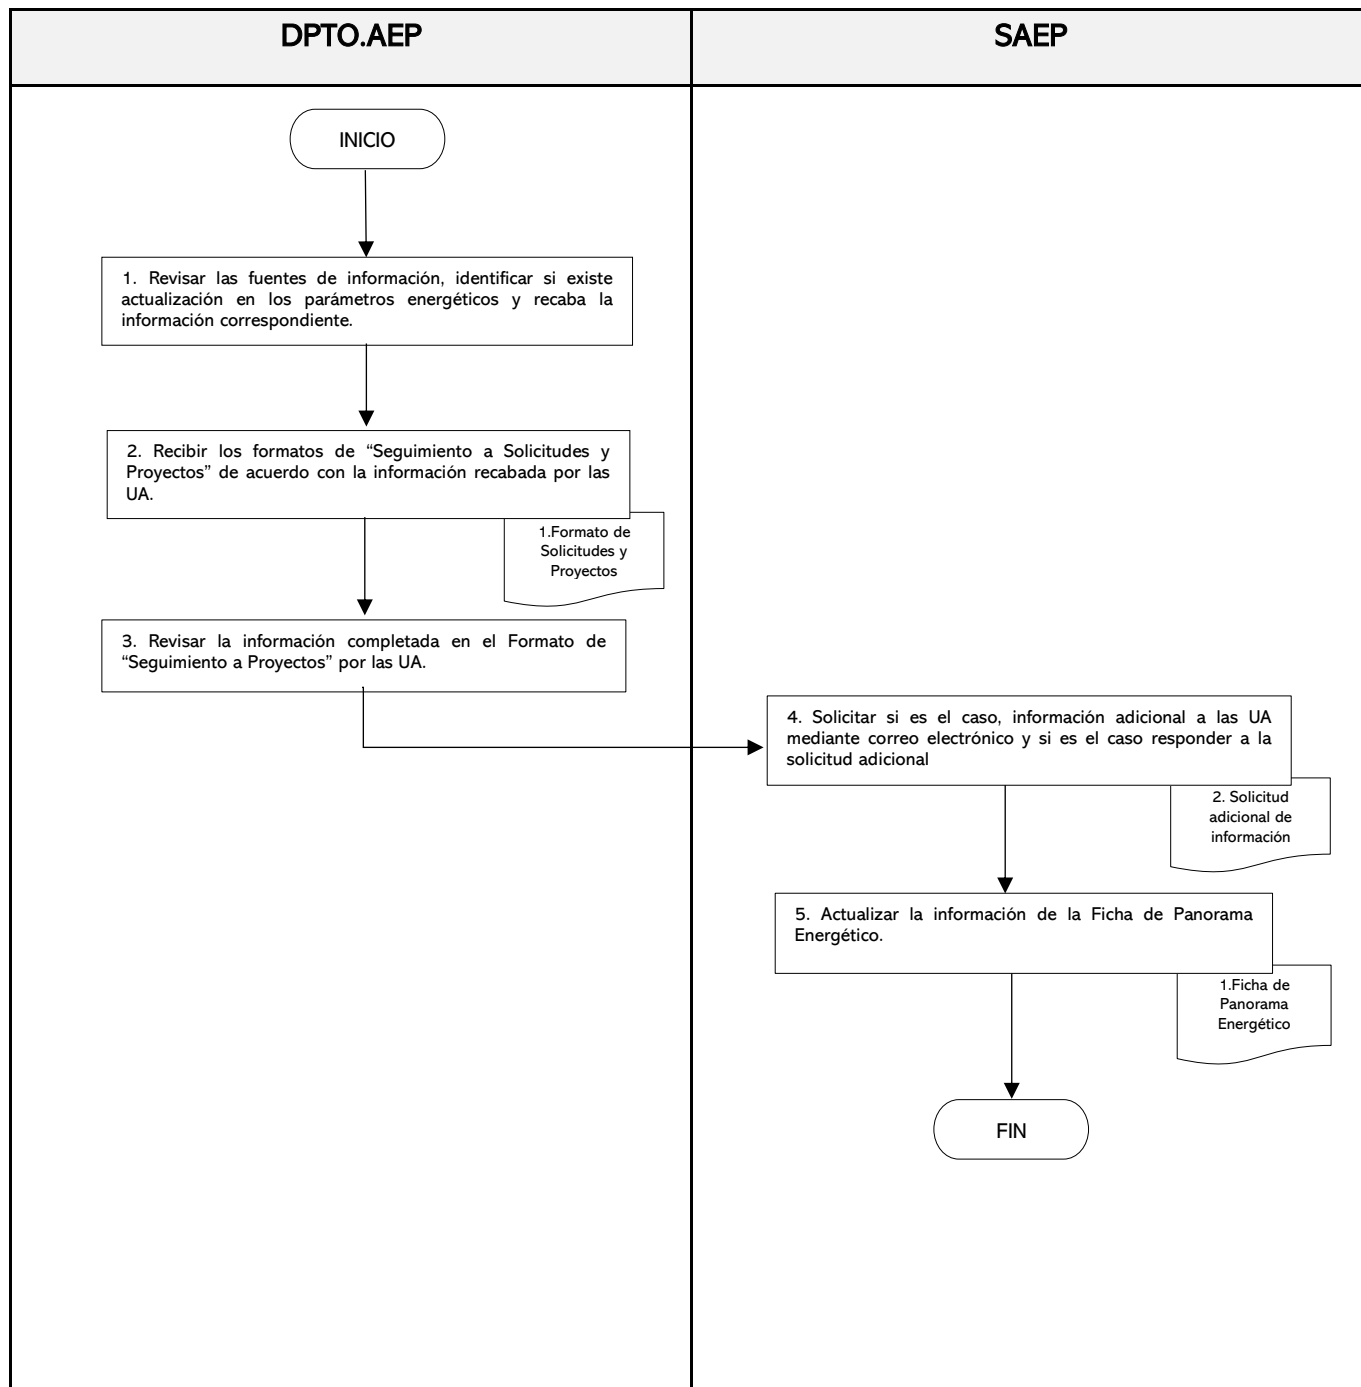 DPTO.AEP
SAEP
INICIO
1. Revisar las fuentes de información, identificar si existe
actualización en los parámetros energéticos y recaba la
información correspondiente.
2. Recibir los formatos de “Seguimiento a Solicitudes y
Proyectos” de acuerdo con la información recabada por las
UA.
1.Formato de
Solicitudes y
Proyectos
3. Revisar la información completada en el Formato de
“Seguimiento a Proyectos” por las UA.
4. Solicitar si es el caso, información adicional a las UA
mediante correo electrónico y si es el caso responder a la
solicitud adicional
2. Solicitud
adicional de
información
5. Actualizar la información de la Ficha de Panorama
Energético.
1.Ficha de
Panorama
Energético
FIN